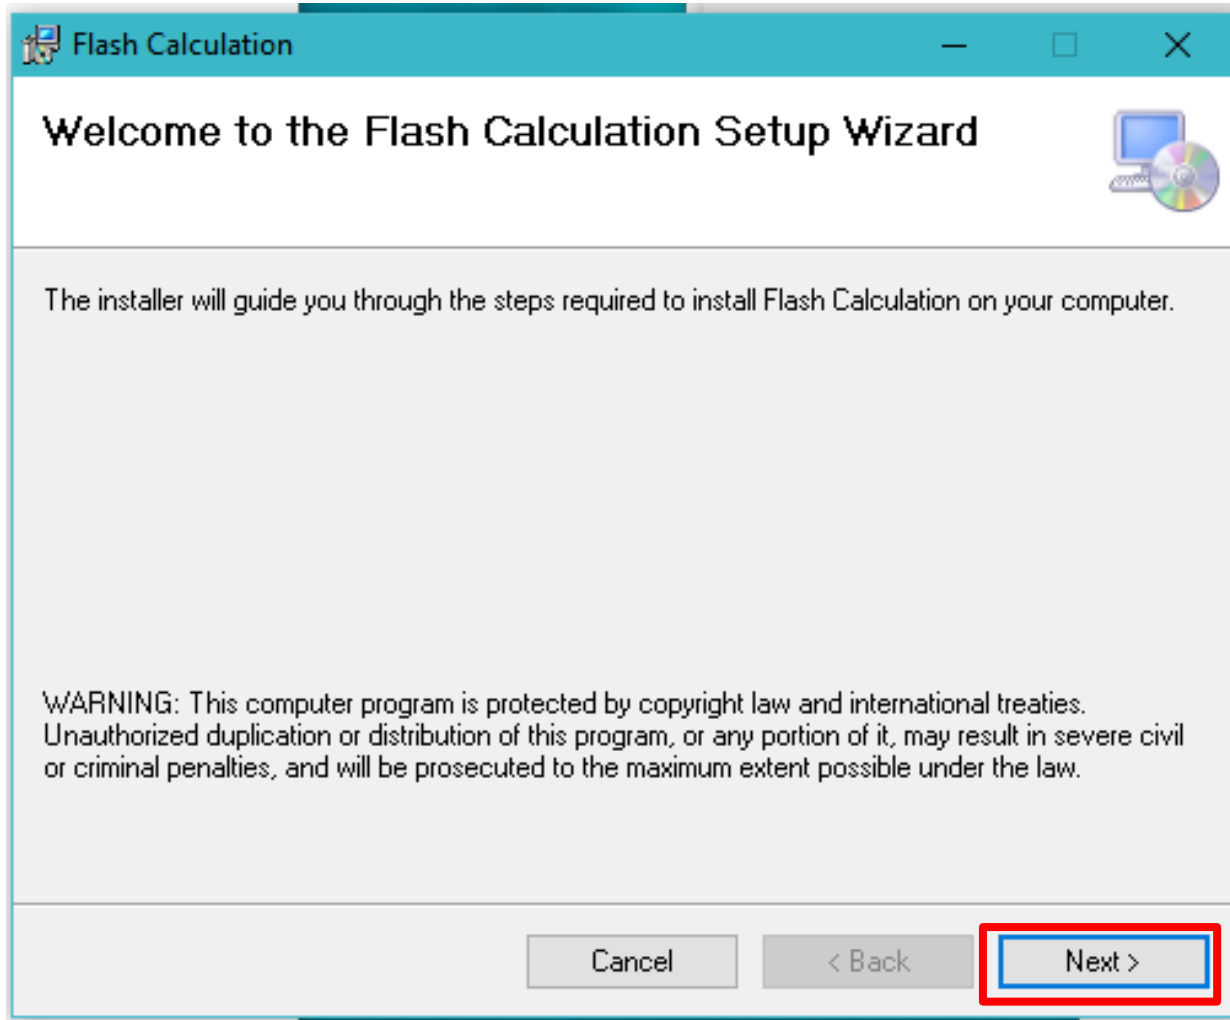 Flash Calculation
Welcome to the Flash Calculation Setup Wizard
The installer will guide you through the steps required to install Flash Calculation on your computer.
WARNING: This computer program is protected by copyright law and international treaties.
Unauthorized duplication or distribution of this program, or any portion of it, may result in severe civil
or criminal penalties, and will be prosecuted to the maximum extent possible under the law.
Cancel
< Back
Next >